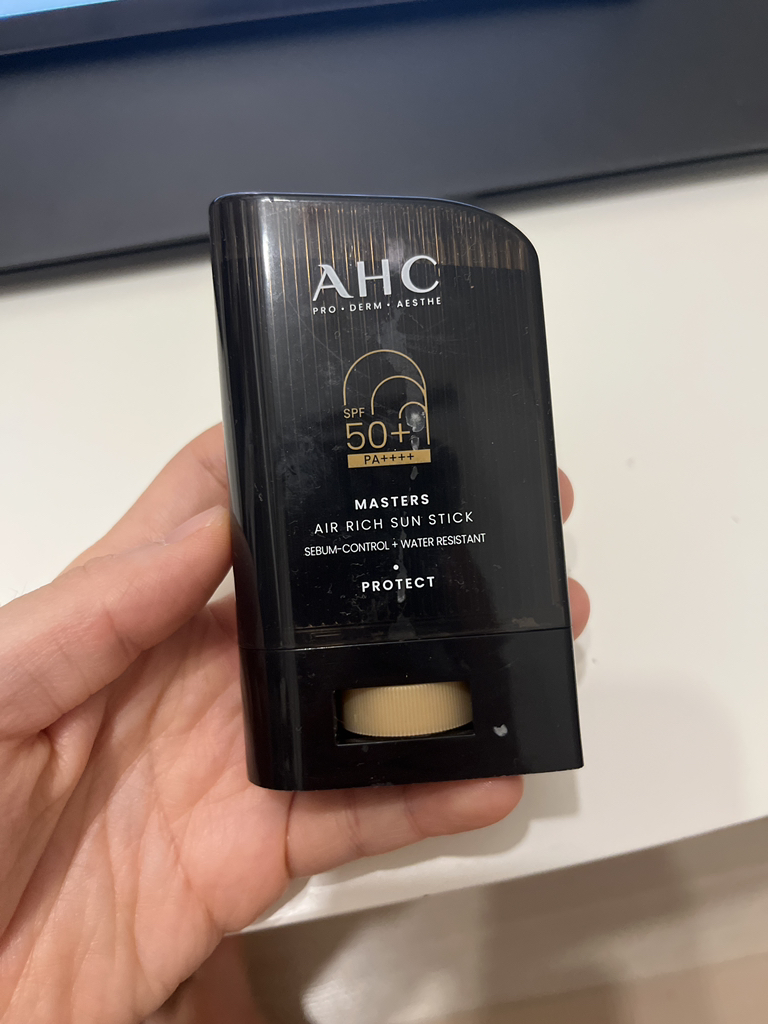 AHC
PRO • DERM • AESTHE
SPF
50+
PA++++
MASTERS
AIR RICH SUN STICK
SEBUM-CONTROL + WATER RESISTANT
•
PROTECT